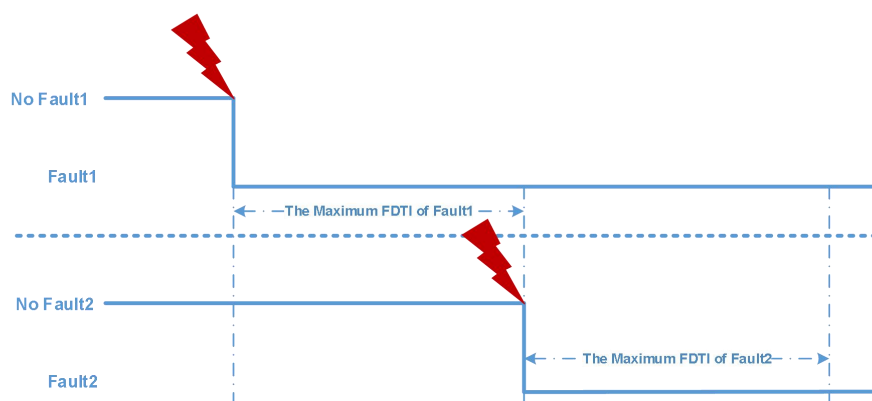 No Fault1
Fault1
The Maximum FDTI of Fault1
No Fault2
The Maximum FDTI of Fault2
Fault2